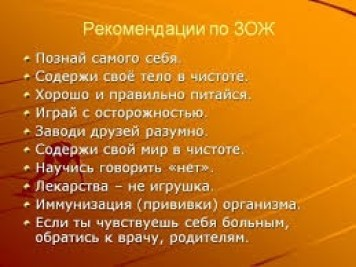 Рекомендации по ЗОЖ
Познай самого себя.
Содержи своё тело в чистоте.
Хорошо и правильно питайся.
Играй с осторожностью.
Заводи друзей разумно.
Содержи свой мир в чистоте.
Научись говорить «нет».
Лекарства – не игрушка.
Иммунизация (прививки) организма.
Если ты чувствуешь себя больным,
обратись к врачу, родителям.